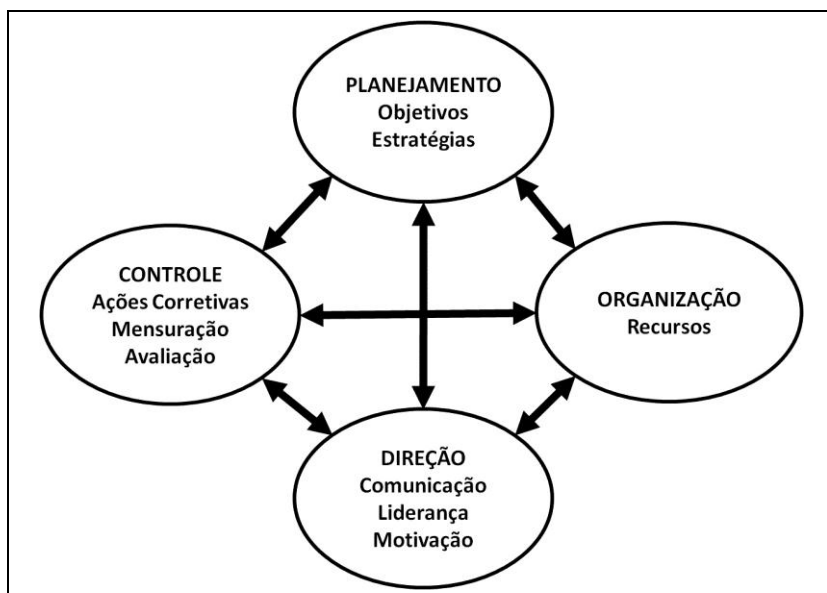 PLANEJAMENTO
Objetivos
Estratégias
CONTROLE
Ações Corretivas
Mensuração
Avaliação
ORGANIZAÇÃO
Recursos
DIREÇÃO
Comunicação
Liderança
Motivação